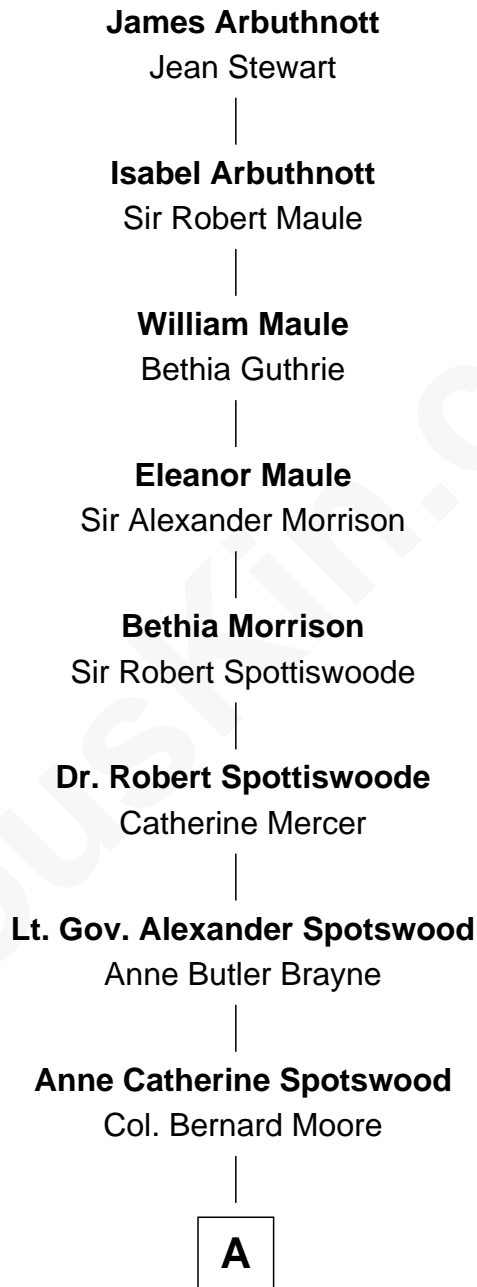 James Arbuthnott
Jean Stewart
Isabel Arbuthnott
Sir Robert Maule
William Maule
Bethia Guthrie
Eleanor Maule
Sir Alexander Morrison
Bethia Morrison
Sir Robert Spottiswoode
Dr. Robert Spottiswoode
Catherine Mercer
Lt. Gov. Alexander Spotswood
Anne Butler Brayne
Anne Catherine Spotswood
Col. Bernard Moore
A